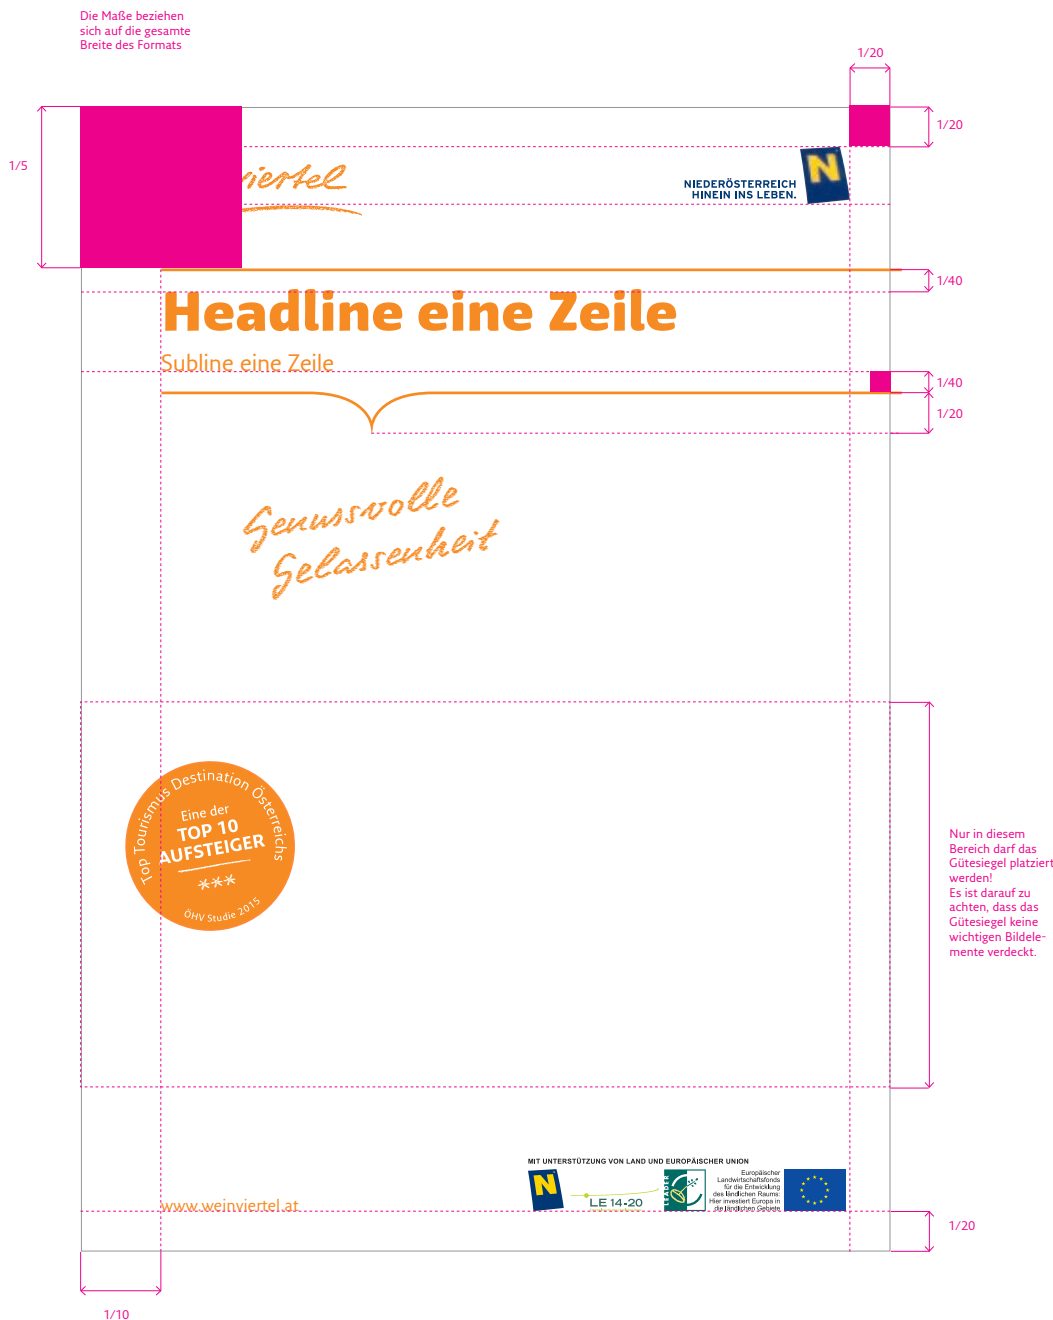 Die Maße beziehen
sich auf die gesamte
Breite des Formats
1/20
1/20
1/5
viertel
NIEDERÖSTERREICH
HINEIN INS LEBEN.
N
1/40
Headline eine Zeile
Subline eine Zeile
1/40
1/20
Genussvolle
Gelassenheit
Top Tourismus Destination Österreichs
Eine der
TOP 10
AUFSTEIGER
***
ÖHV Studie 2015
Nur in diesem
Bereich darf das
Gütesiegel platziert
werden!
Es ist darauf zu
achten, dass das
Gütesiegel keine
wichtigen Bildele-
mente verdeckt.
MIT UNTERSTÜTZUNG VON LAND UND EUROPÄISCHER UNION
N
LE 14-20
LEADER
Europäischer
Landwirtschaftsfonds
für die Entwicklung
des ländlichen Raums:
Hier investiert Europa in
die ländlichen Gebiete
www.weinviertel.at
1/20
1/10